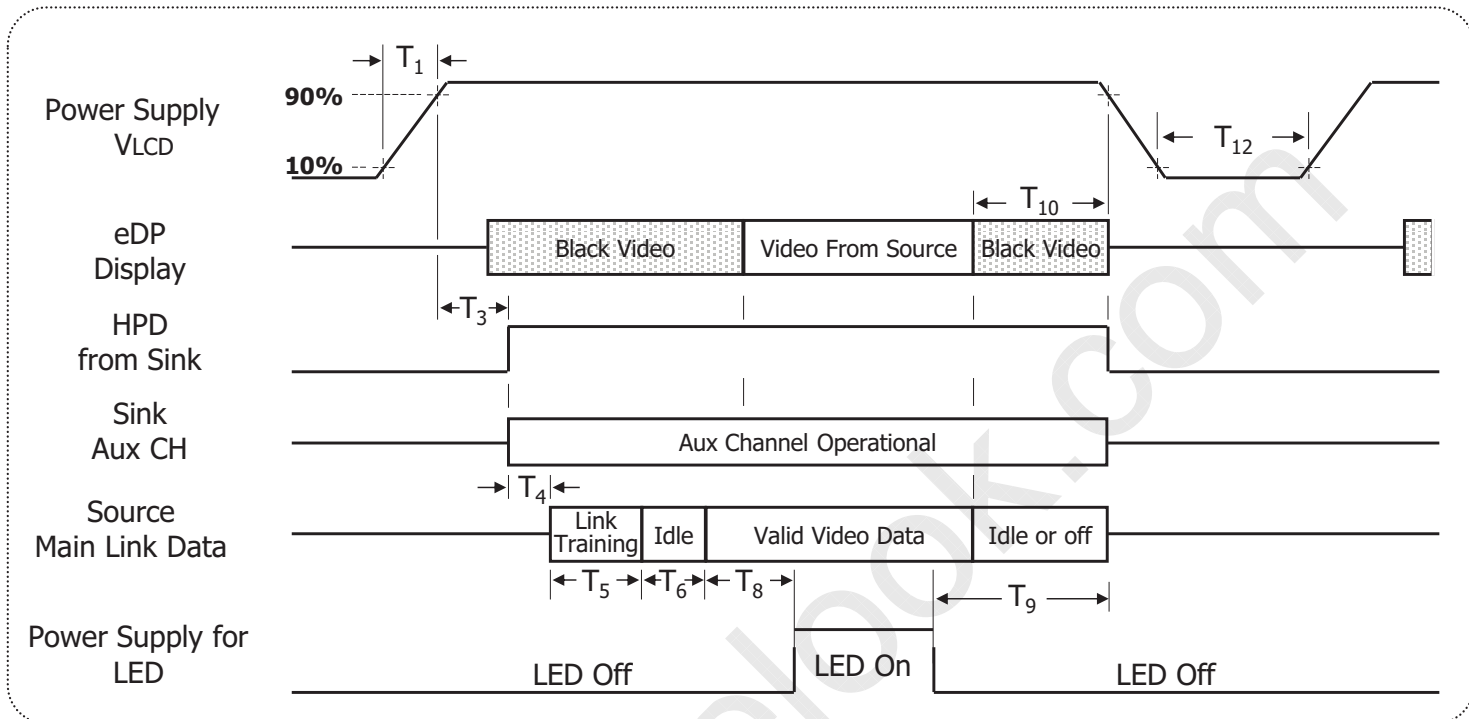 T1
90%
Power Supply
VLCD
10%
T12
T10
eDP
Display
Black Video
Video From Source
Black Video
T3
HPD
from Sink
Sink
Aux CH
Aux Channel Operational
T4
Source
Main Link Data
Link
Training
Idle
Valid Video Data
Idle or off
T5
T6
T8
T9
Power Supply for
LED
LED Off
LED On
LED Off
elook.com